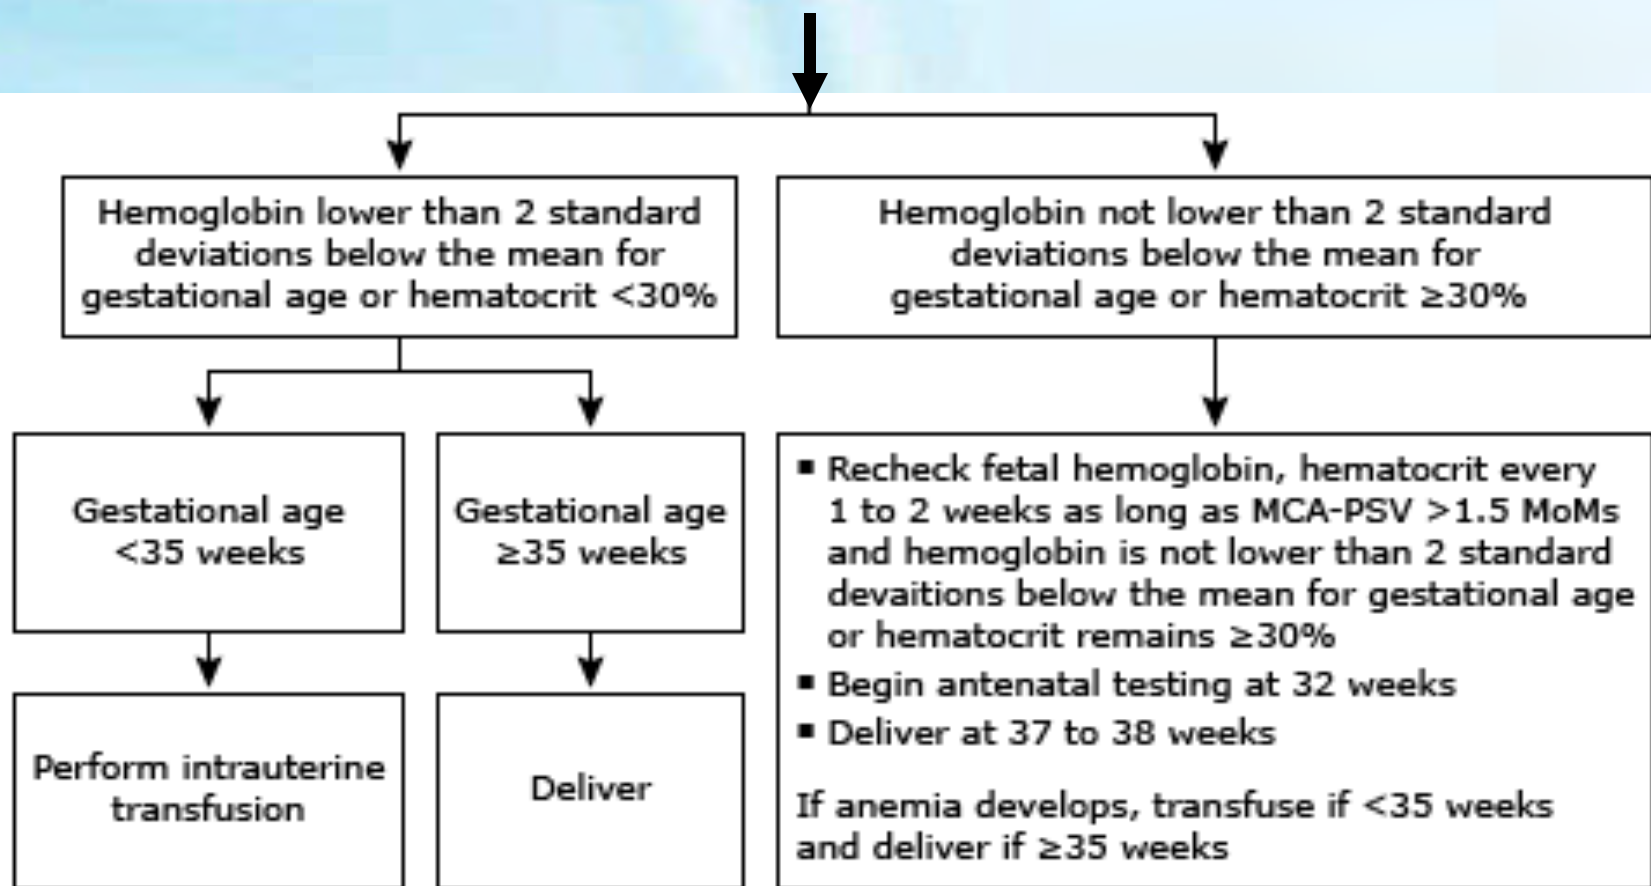 Hemoglobin lower than 2 standard
deviations below the mean for
gestational age or hematocrit <30%
Hemoglobin not lower than 2 standard
deviations below the mean for
gestational age or hematocrit ≥30%
Gestational age
<35 weeks
Gestational age
≥35 weeks
Perform intrauterine
transfusion
Deliver
▪ Recheck fetal hemoglobin, hematocrit every
1 to 2 weeks as long as MCA-PSV >1.5 MoMs
and hemoglobin is not lower than 2 standard
devaitions below the mean for gestational age
or hematocrit remains ≥30%
▪ Begin antenatal testing at 32 weeks
▪ Deliver at 37 to 38 weeks
If anemia develops, transfuse if <35 weeks
and deliver if ≥35 weeks